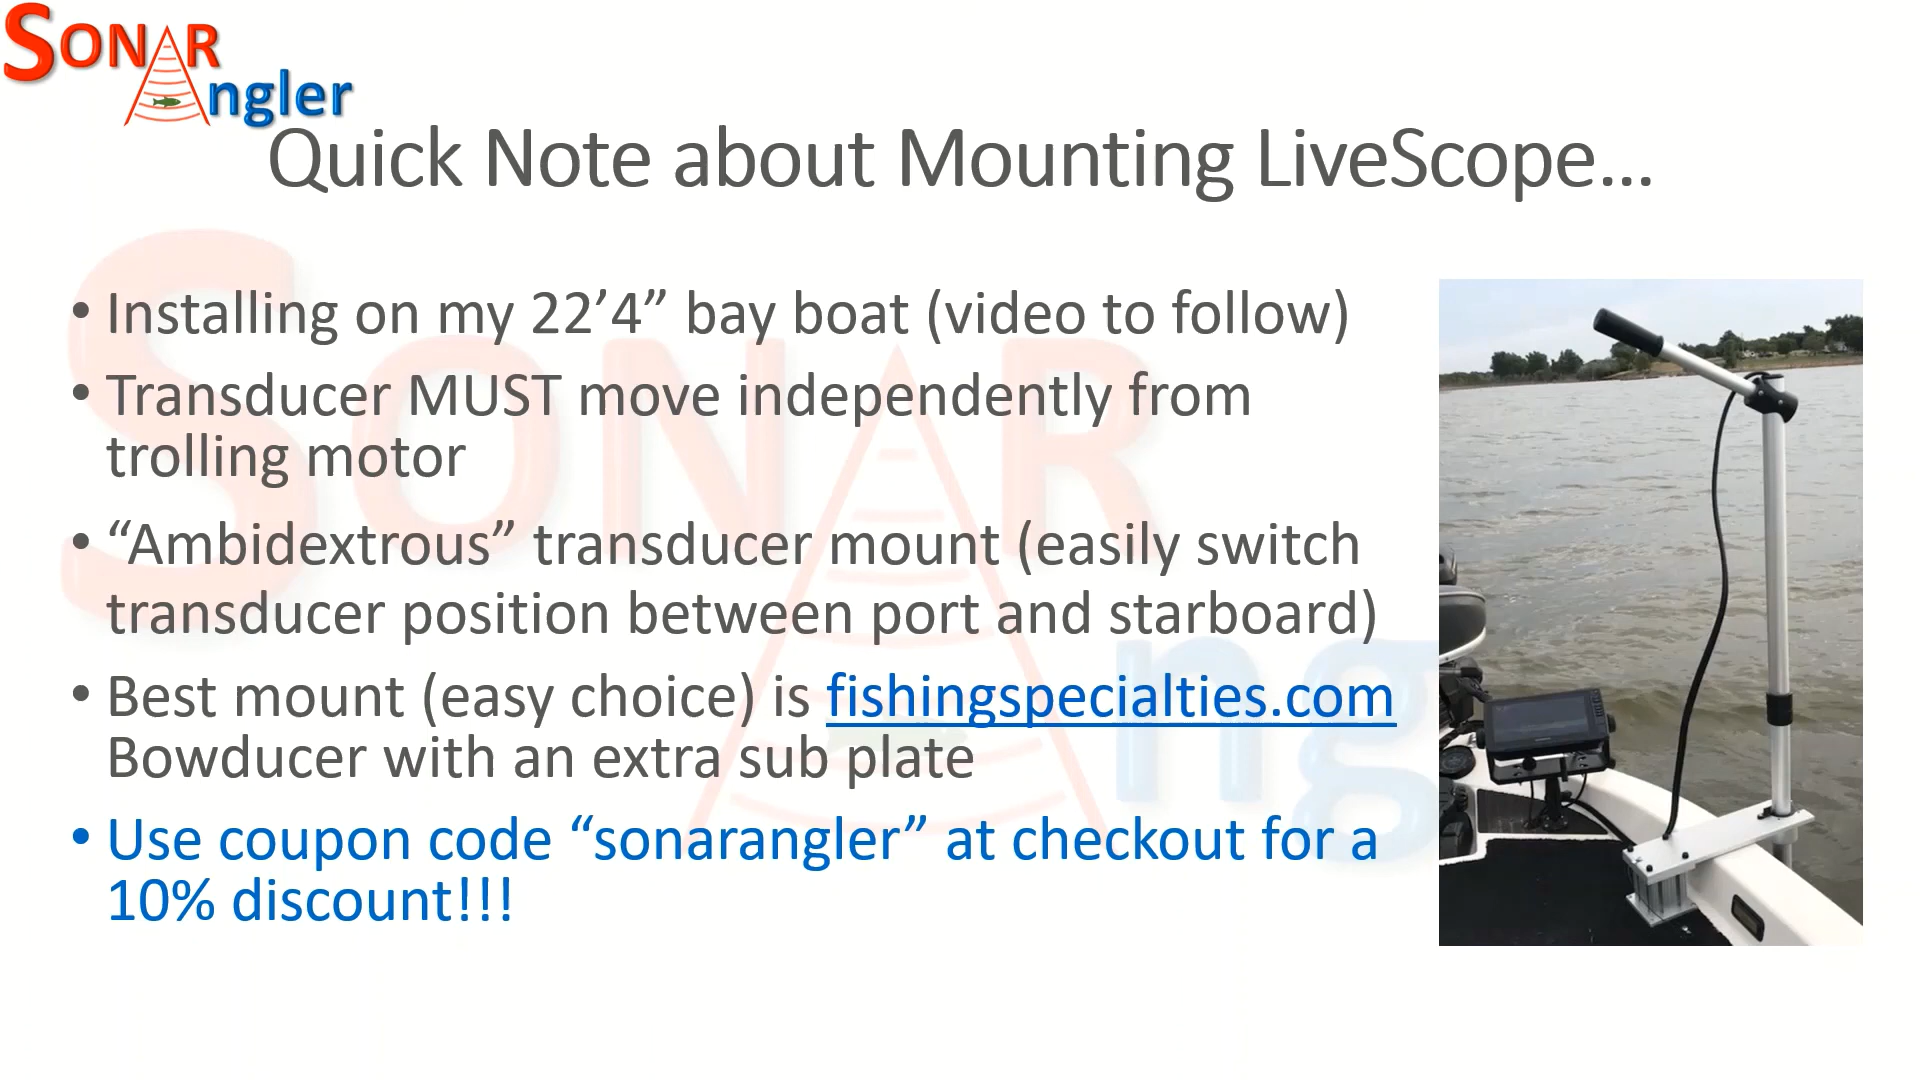 SONAR
Angler
Quick Note about Mounting LiveScope…
• Installing on my 22’4” bay boat (video to follow)
• Transducer MUST move independently from
trolling motor
• “Ambidextrous” transducer mount (easily switch
transducer position between port and starboard)
• Best mount (easy choice) is fishingspecialties.com
Bowducer with an extra sub plate
• Use coupon code “sonarangler” at checkout for a
10% discount!!!
SONAR
ng